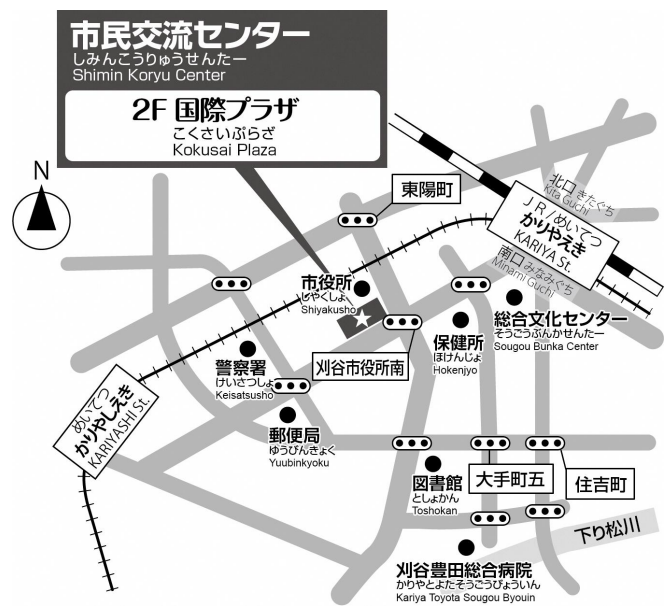 市民交流センター
しみんこうりゅうせんたー
Shimin Koryu Center
2F 国際プラザ
こくさいぷらざ
Kokusai Plaza
N
東陽町
北口 きたぐち
Kita Guchi
JR/めいてつ
かりやえき
KARIYA St.
南口 みなみぐち
Minami Guchi
市役所
しやくしょ
Shiyakusho
総合文化センター
そうごうぶんかせんたー
Sougou Bunka Center
保健所
ほけんじょ
Hokenjyo
刈谷市役所南
警察署
けいさつしょ
Keisatsusho
めいてつ
かりやしえき
KARIYASHI St.
郵便局
ゆうびんきょく
Yuubinkyoku
図書館
としょかん
Toshokan
大手町五
住吉町
下り松川
刈谷豊田総合病院
かりやとよたそうごうびょういん
Kariya Toyota Sougou Byouin